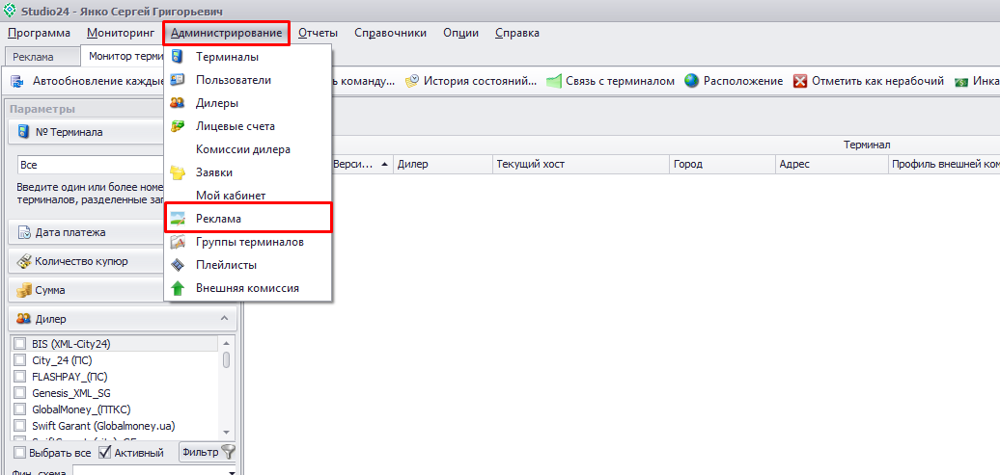 Studio24 - Янко Сергей Григорьевич
Программа Мониторинг Администрирование Отчеты Справочники Опции Справка
Реклама Монитор терми
Автообновление каждые ь команду... История состояний... Связь с терминалом Расположение Отметить как нерабочий Инка
Терминалы
Пользователи
Дилеры
Лицевые счета
Комиссии дилера
Заявки
Мой кабинет
Реклама
Группы терминалов
Плейлисты
Внешняя комиссия
Параметры
№ Терминала
Все
Введите один или более номе
терминалов, разделенные зап
Дата платежа
Количество купюр
Сумма
Дилер
BIS (XML-City24)
City_24 (ПС)
FLASHPAY_(ПС)
Genesis_XML_SG
GlobalMoney_(ПТКС)
Swift Garant (Globalmoney.ua)
Выбрать все Активный Фильтр
Фин. схема
Терминал
Верси... Дилер Текущий хост Город Адрес Профиль внешней ком